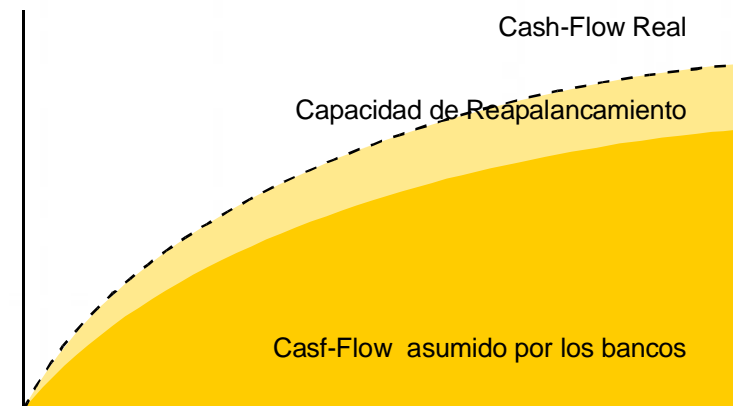 Cash-Flow Real
Capacidad de Reapalancamiento
Casf-Flow  asumido por los bancos